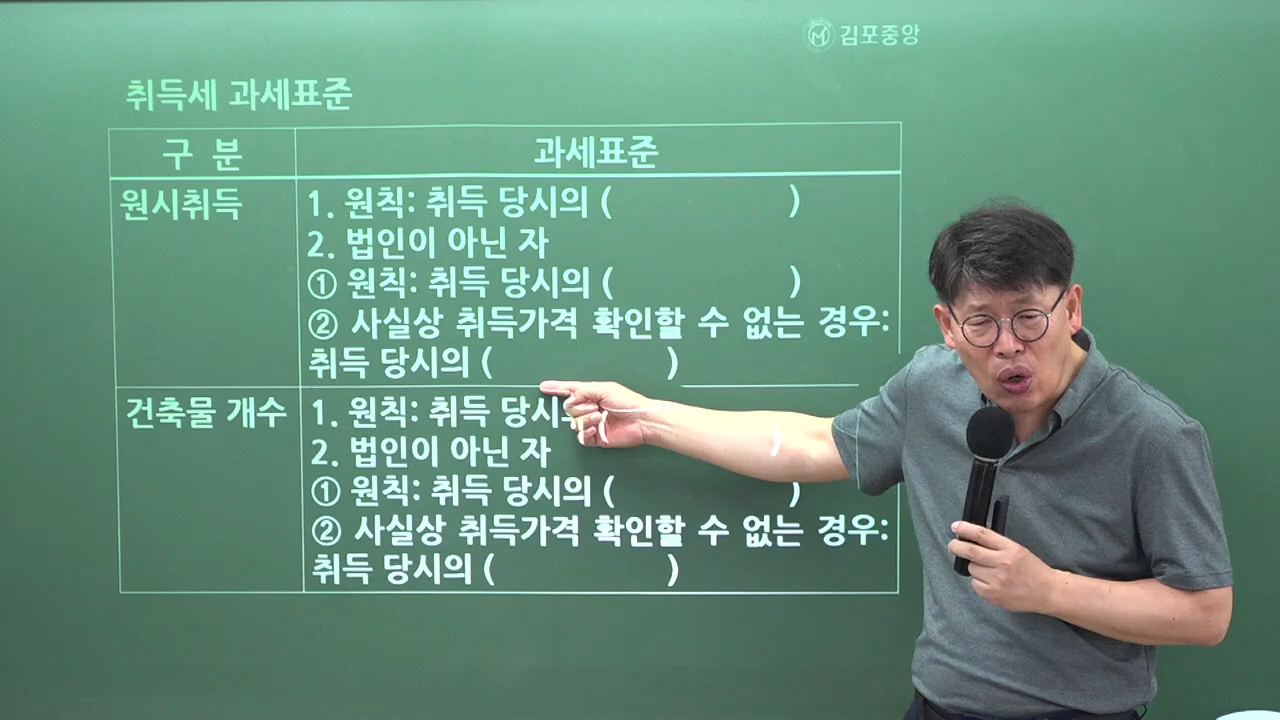 김포중앙
취득세 과세표준
구 분 과세표준
원시취득
1. 원칙: 취득 당시의 ( )
2. 법인이 아닌 자
① 원칙: 취득 당시의 ( )
② 사실상 취득가격 확인할 수 없는 경우:
취득 당시의 ( )
건축물 개수
1. 원칙: 취득 ( )
2. 법인이 아닌 자
① 원칙: 취득 당시의 ( )
② 사실상 취득가격 확인할 수 없는 경우:
취득 당시의 ( )